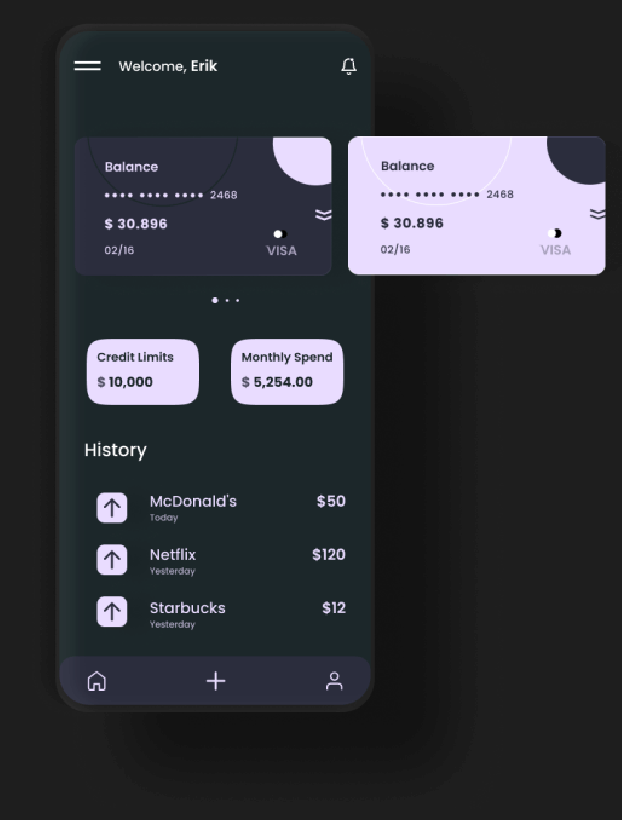 Welcome, Erik
Balance
•••• •••• •••• 2468
$ 30.896
02/16
VISA
Balance
•••• •••• •••• 2468
$ 30.896
02/16
VISA
Credit Limits
$ 10,000
Monthly Spend
$ 5,254.00
History
McDonald's
$50
Today
Netflix
$120
Yesterday
Starbucks
$12
Yesterday